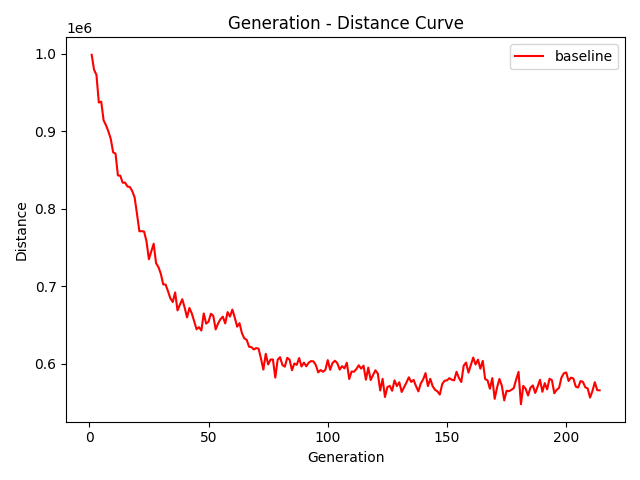 Generation - Distance Curve
1e6
baseline
1.0
0.9
0.8
0.7
0.6
Distance
0
50
100
150
200
Generation